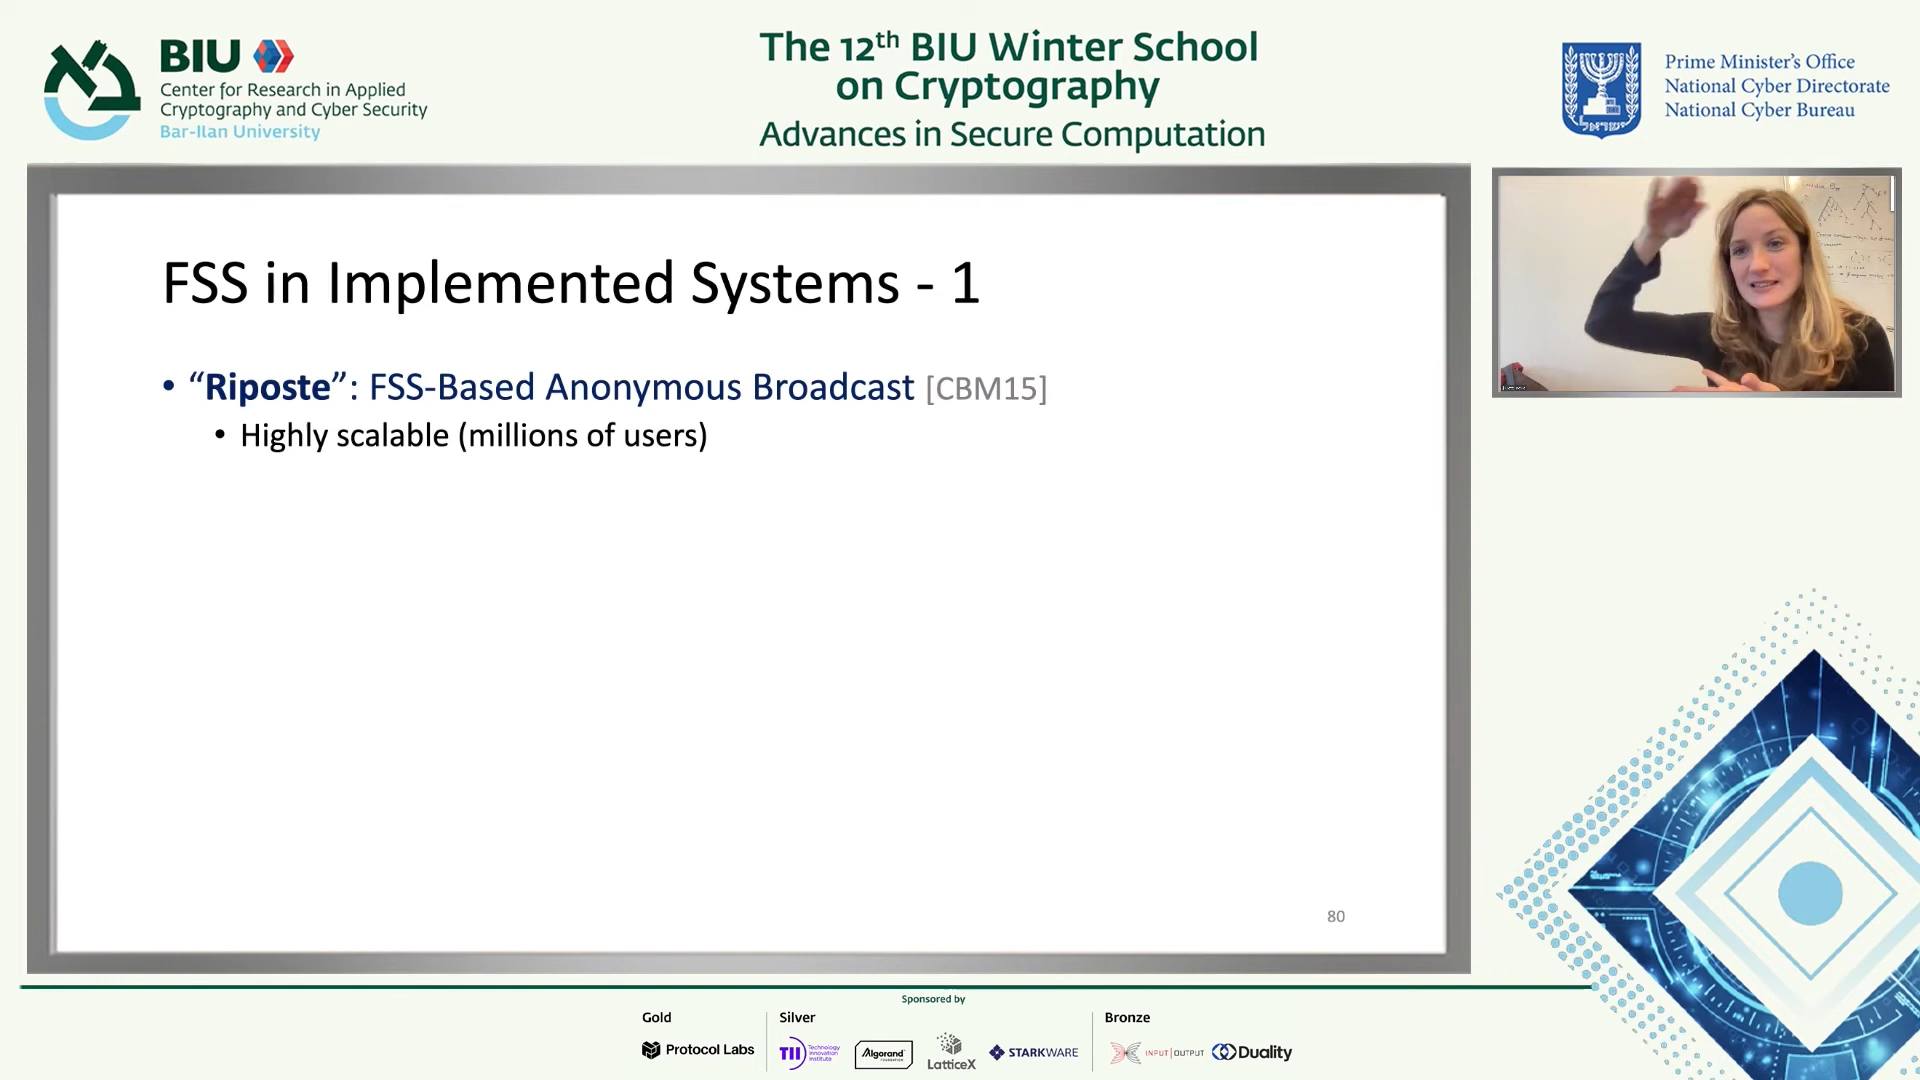 BIU
Center for Research in Applied
Cryptography and Cyber Security
Bar-Ilan University
The 12th BIU Winter School
on Cryptography
Advances in Secure Computation
Prime Minister's Office
National Cyber Directorate
National Cyber Bureau
ישראל
FSS in Implemented Systems - 1
• “Riposte”: FSS-Based Anonymous Broadcast [CBM15]
• Highly scalable (millions of users)
80
Sponsored by
Gold
Silver
Bronze
Protocol Labs
TII Technology Innovation Institute
Algorand
FOUNDATION
LatticeX
STARKWARE
INPUT | OUTPUT
Duality